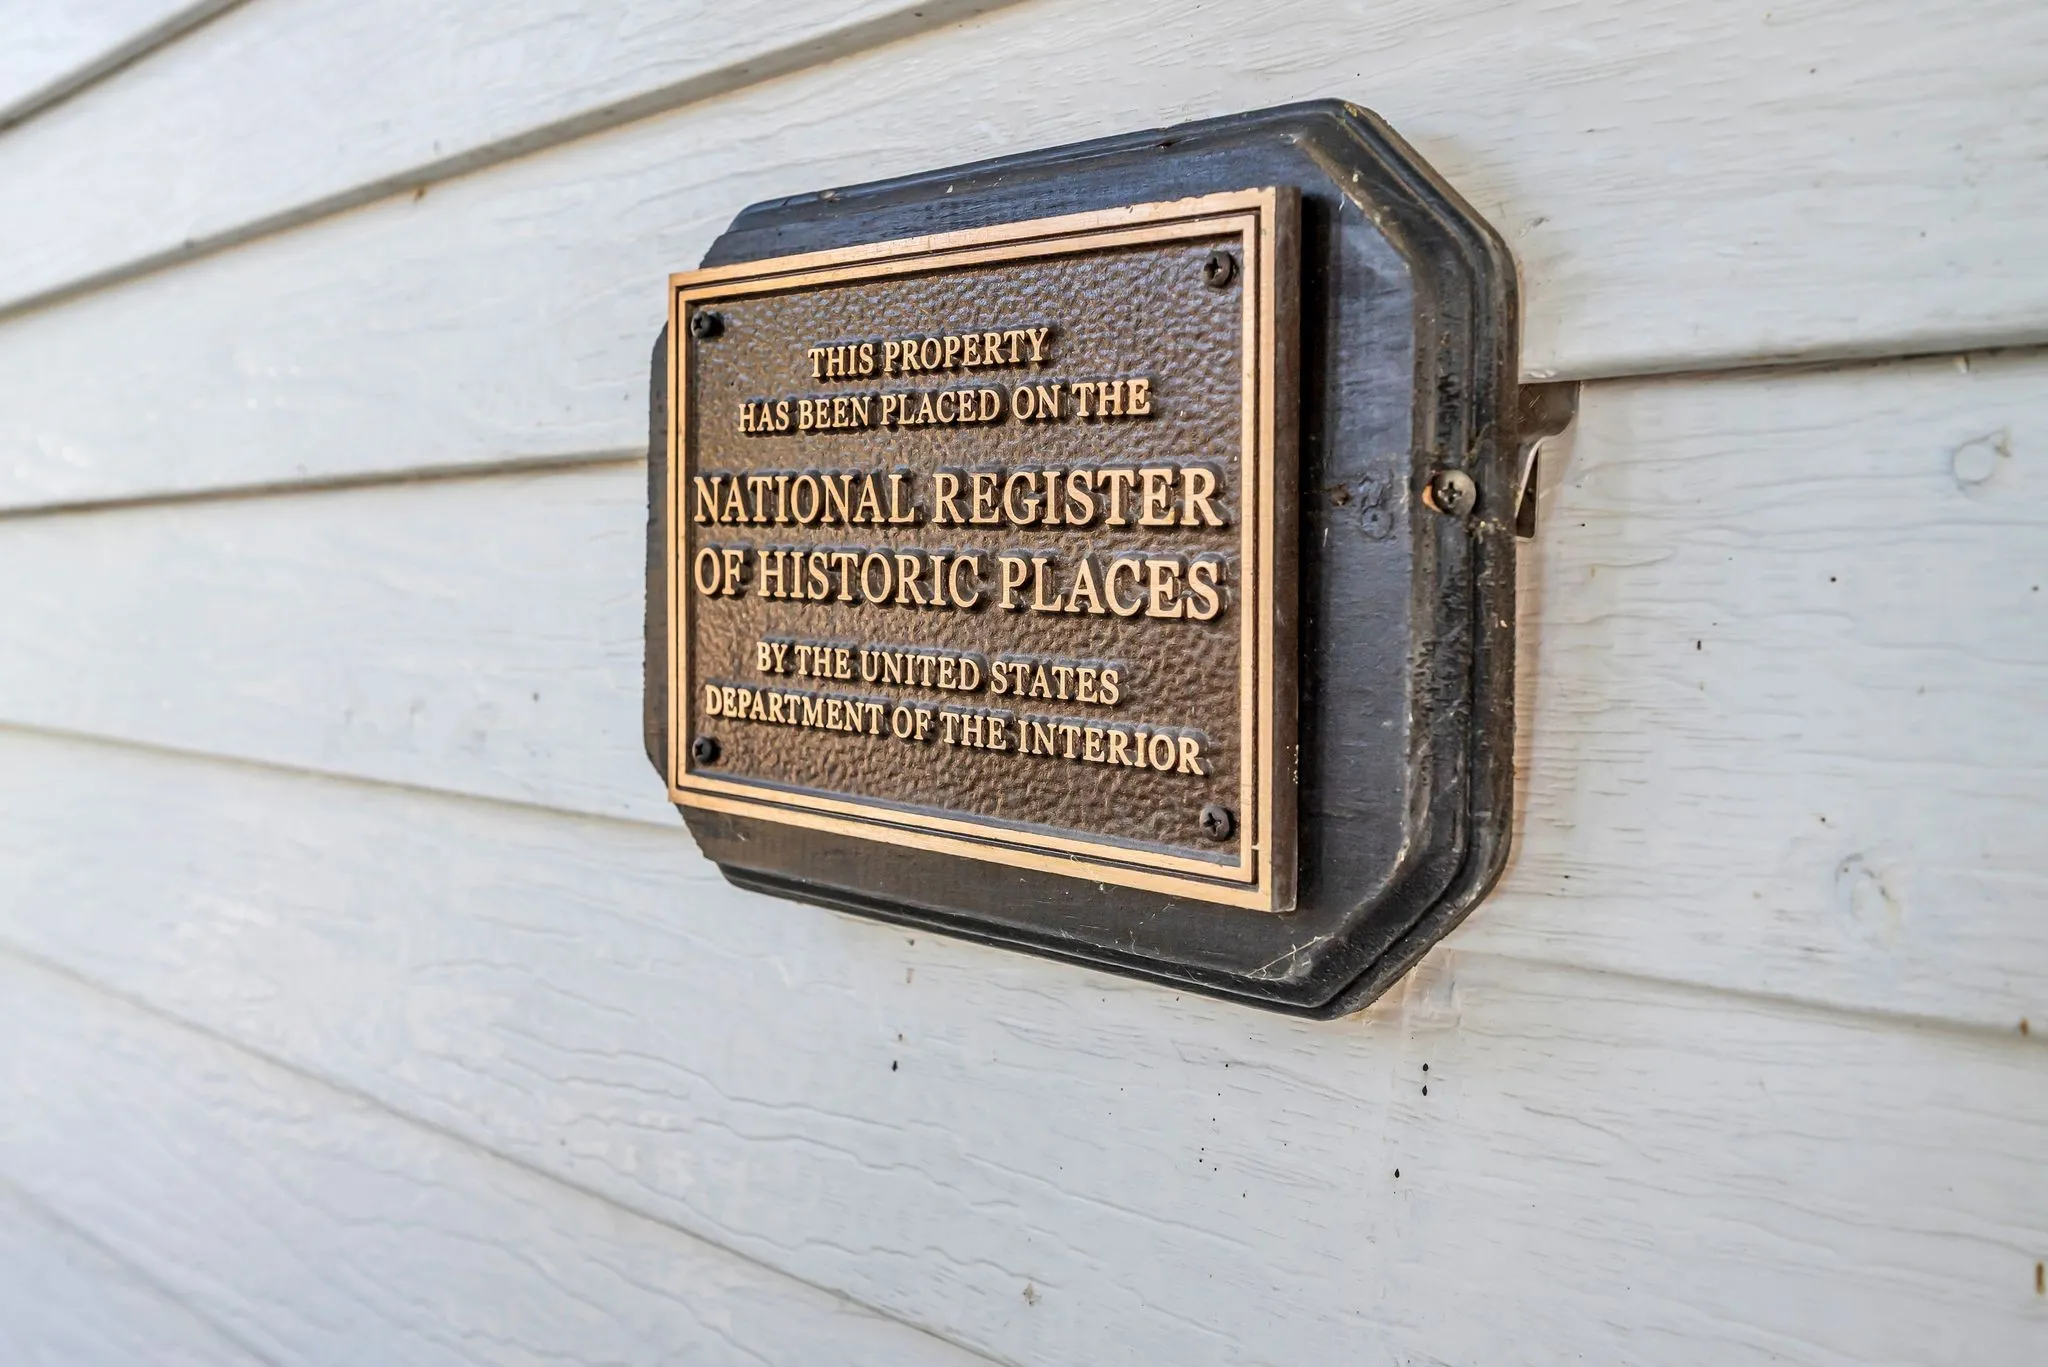 THIS PROPERTY
HAS BEEN PLACED ON THE
NATIONAL REGISTER
OF HISTORIC PLACES
BY THE UNITED STATES
DEPARTMENT OF THE INTERIOR